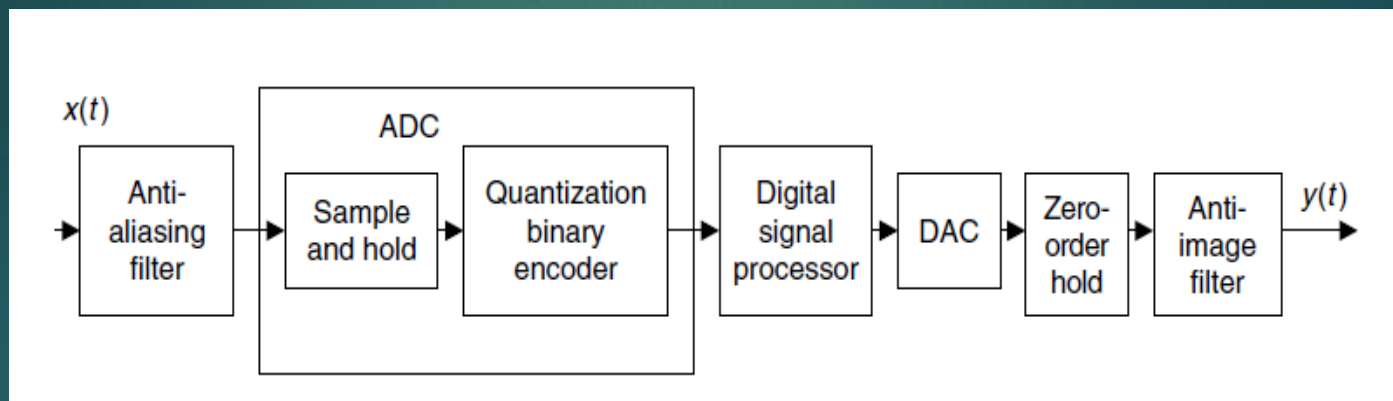 x(t)
ADC
Anti-
aliasing
filter
Sample
and hold
Quantization
binary
encoder
Digital
signal
processor
DAC
Zero-
order
hold
Anti-
image
filter
y(t)